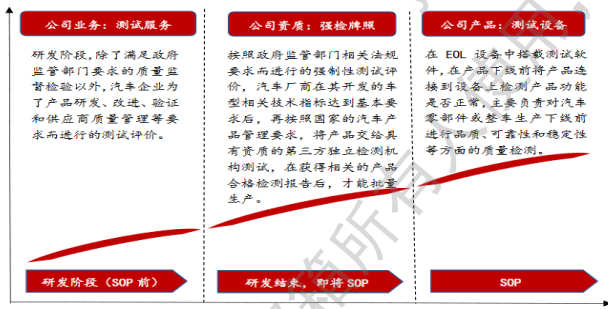 公司业务：测试服务
研发阶段，除了满足政府
监管部门要求的质量监
督检验以外，汽车企业为
了产品研发、改进、验证
和供应商质量管理等要
求而进行的测试评价。
研发阶段（SOP 前）
公司资质：强检牌照
按照政府监管部门相关法规
要求而进行的强制性测试评
价，汽车厂商在其开发的车
型相关技术指标达到基本要
求后，再按照国家的汽车产
品管理要求，将产品交给具
有资质的第三方独立检测机
构测试，在获得相关的产品
合格检测报告后，才能批量
生产。
研发结束，即将 SOP
公司产品：测试设备
在 EOL 设备中搭载测试软
件，在产品下线前将产品连
接到设备上检测产品功能
是否正常，主要负责对汽车
零部件或整车生产下线前
进行品质、可靠性和稳定性
等方面的质量检测。
SOP
箱所有人使用，